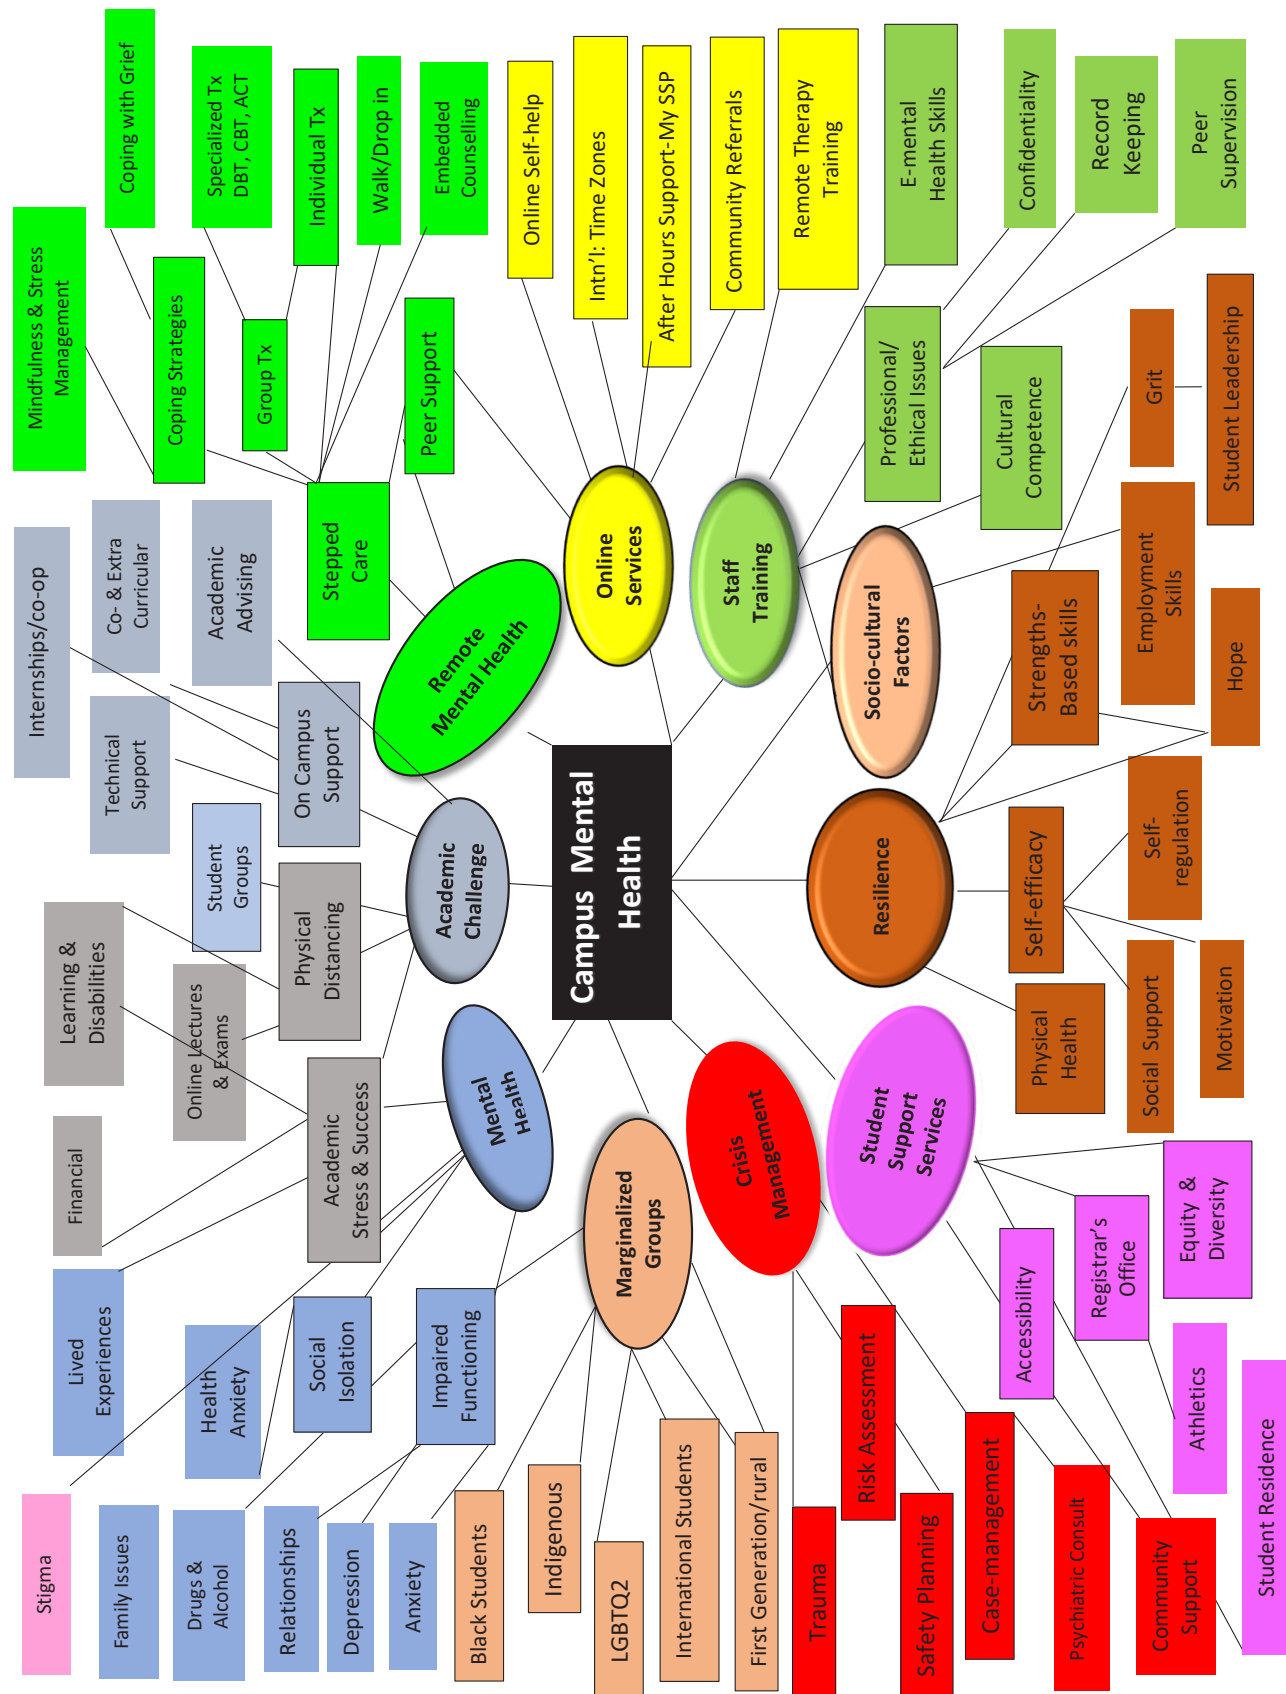 Stigma
Family Issues
Drugs &
Alcohol
Relationships
Depression
Anxiety
Lived
Experiences
Health
Anxiety
Social
Isolation
Impaired
Functioning
Mental
Health
Financial
Academic
Stress & Success
Learning &
Disabilities
Online Lectures
& Exams
Physical
Distancing
Student
Groups
Academic
Challenge
Technical
Support
Internships/co-op
Co- & Extra
Curricular
Academic
Advising
On Campus
Support
Remote
Mental Health
Stepped
Care
Mindfulness & Stress
Management
Coping Strategies
Coping with Grief
Group Tx
Specialized Tx
DBT, CBT, ACT
Individual Tx
Walk/Drop in
Embedded
Counselling
Peer Support
Campus Mental
Health
Online
Services
Online Self-help
Intn'l: Time Zones
After Hours Support-My SSP
Community Referrals
Staff
Training
Remote Therapy
Training
E-mental
Health Skills
Professional/
Ethical Issues
Confidentiality
Record
Keeping
Peer
Supervision
Cultural
Competence
Socio-cultural
Factors
Employment
Skills
Resilience
Strengths-
Based skills
Grit
Student Leadership
Hope
Self-efficacy
Self-
regulation
Motivation
Social Support
Physical
Health
Student
Support
Services
Accessibility
Registrar's
Office
Equity &
Diversity
Athletics
Student Residence
Crisis
Management
Trauma
Risk Assessment
Safety Planning
Case-management
Psychiatric Consult
Community
Support
Marginalized
Groups
Black Students
Indigenous
LGBTQ2
International Students
First Generation/rural